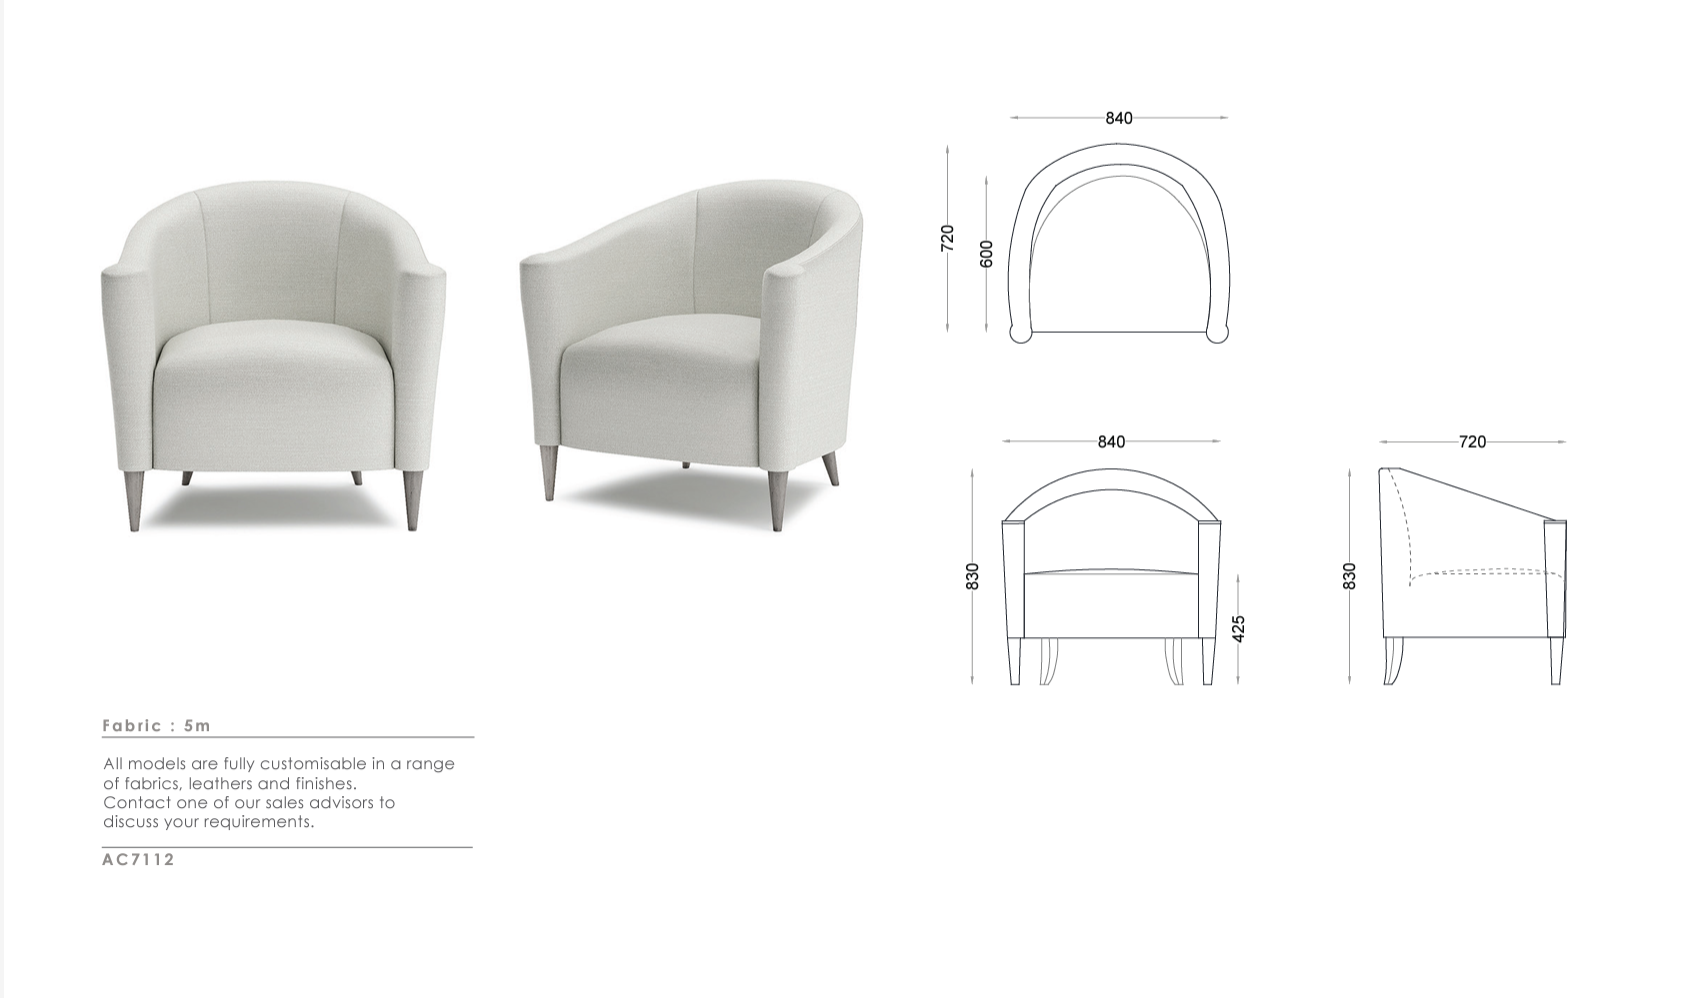 840
720
600
840
830
425
720
830
Fabric : 5m
All models are fully customisable in a range
of fabrics, leathers and finishes.
Contact one of our sales advisors to
discuss your requirements.
AC7112